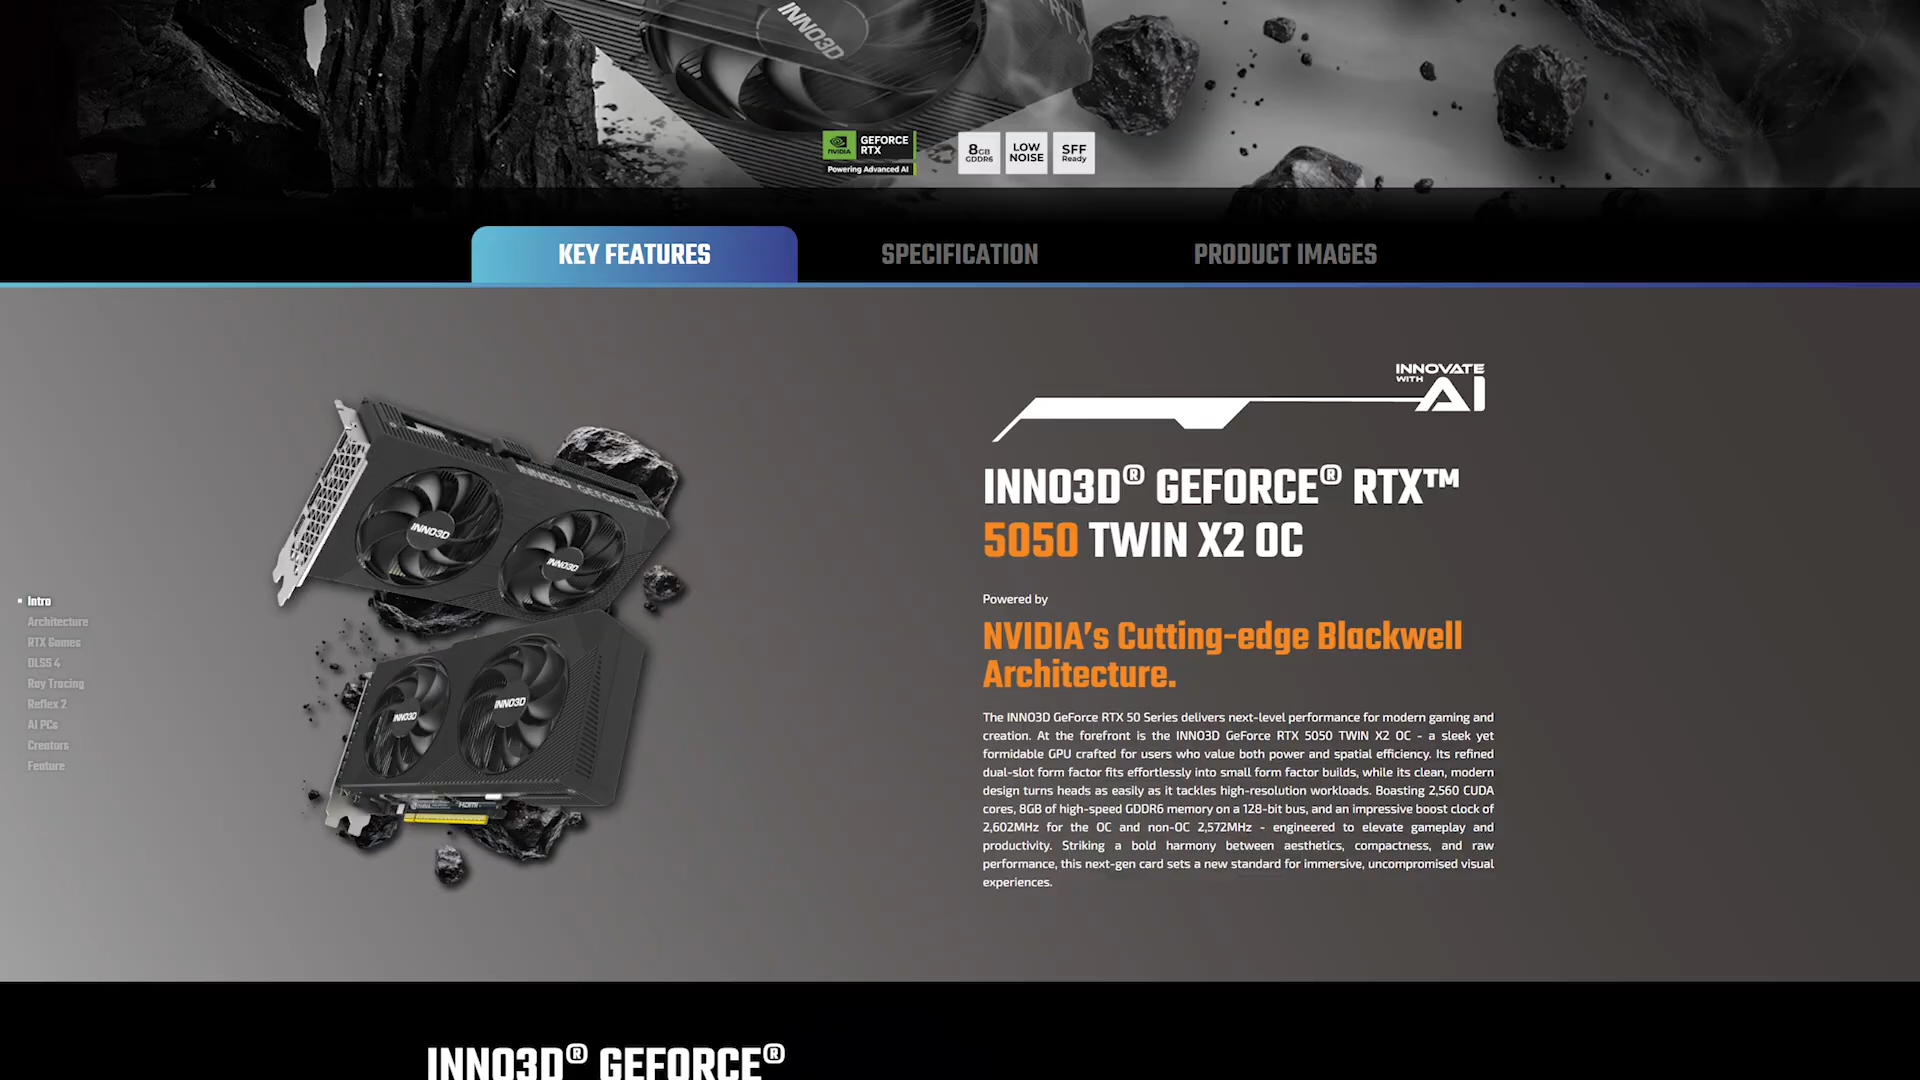 INNO3D
RTX
NVIDIA
GEFORCE RTX
Powering Advanced AI
8GB GDDR6
LOW NOISE
SFF Ready
KEY FEATURES
SPECIFICATION
PRODUCT IMAGES
INNOVATE
WITH AI
INNO3D® GEFORCE® RTX™
5050 TWIN X2 OC
Powered by
NVIDIA’s Cutting-edge Blackwell
Architecture.
The INNO3D GeForce RTX 50 Series delivers next-level performance for modern gaming and
creation. At the forefront is the INNO3D GeForce RTX 5050 TWIN X2 OC - a sleek yet
formidable GPU crafted for users who value both power and spatial efficiency. Its refined
dual-slot form factor fits effortlessly into small form factor builds, while its clean, modern
design turns heads as easily as it tackles high-resolution workloads. Boasting 2,560 CUDA
cores, 8GB of high-speed GDDR6 memory on a 128-bit bus, and an impressive boost clock of
2,602MHz for the OC and non-OC 2,572MHz - engineered to elevate gameplay and
productivity. Striking a bold harmony between aesthetics, compactness, and raw
performance, this next-gen card sets a new standard for immersive, uncompromised visual
experiences.
INNO3D GEFORCE RTX
INNO3D
INNO3D
INNO3D
INNO3D
HDMI
Intro
Architecture
RTX Games
DLSS 4
Ray Tracing
Reflex 2
AI PCs
Creators
Feature
INNO3D® GEFORCE®